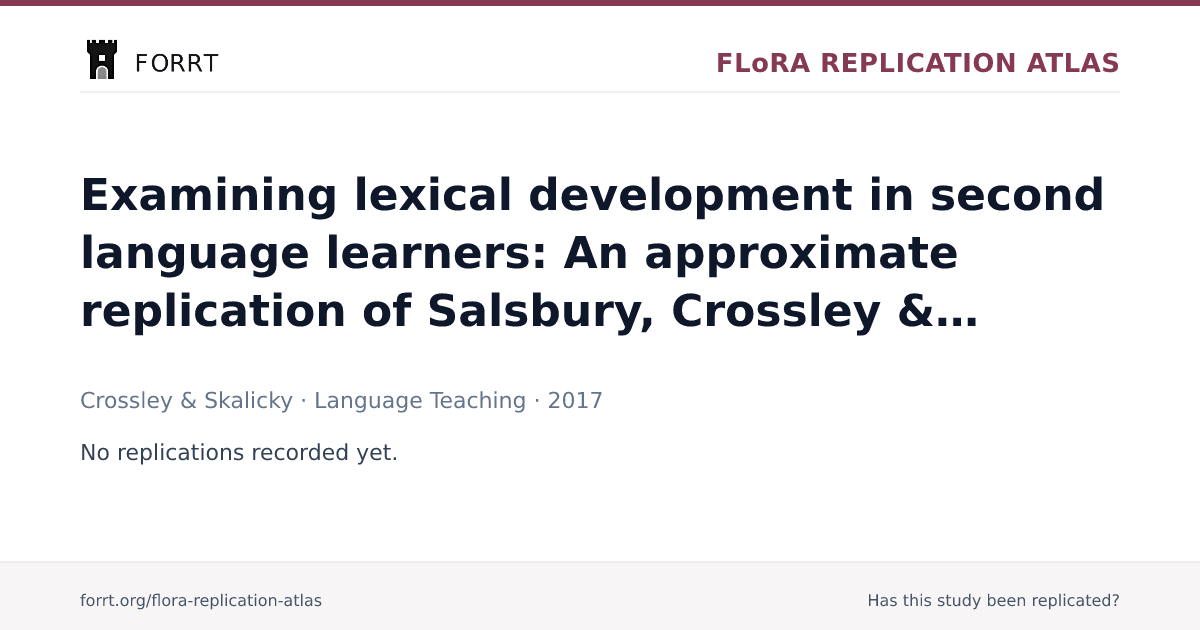 FORRT
FLoRA REPLICATION ATLAS
Examining lexical development in second
language learners: An approximate
replication of Salsbury, Crossley &…
Crossley & Skalicky · Language Teaching · 2017
No replications recorded yet.
forrt.org/flora-replication-atlas
Has this study been replicated?